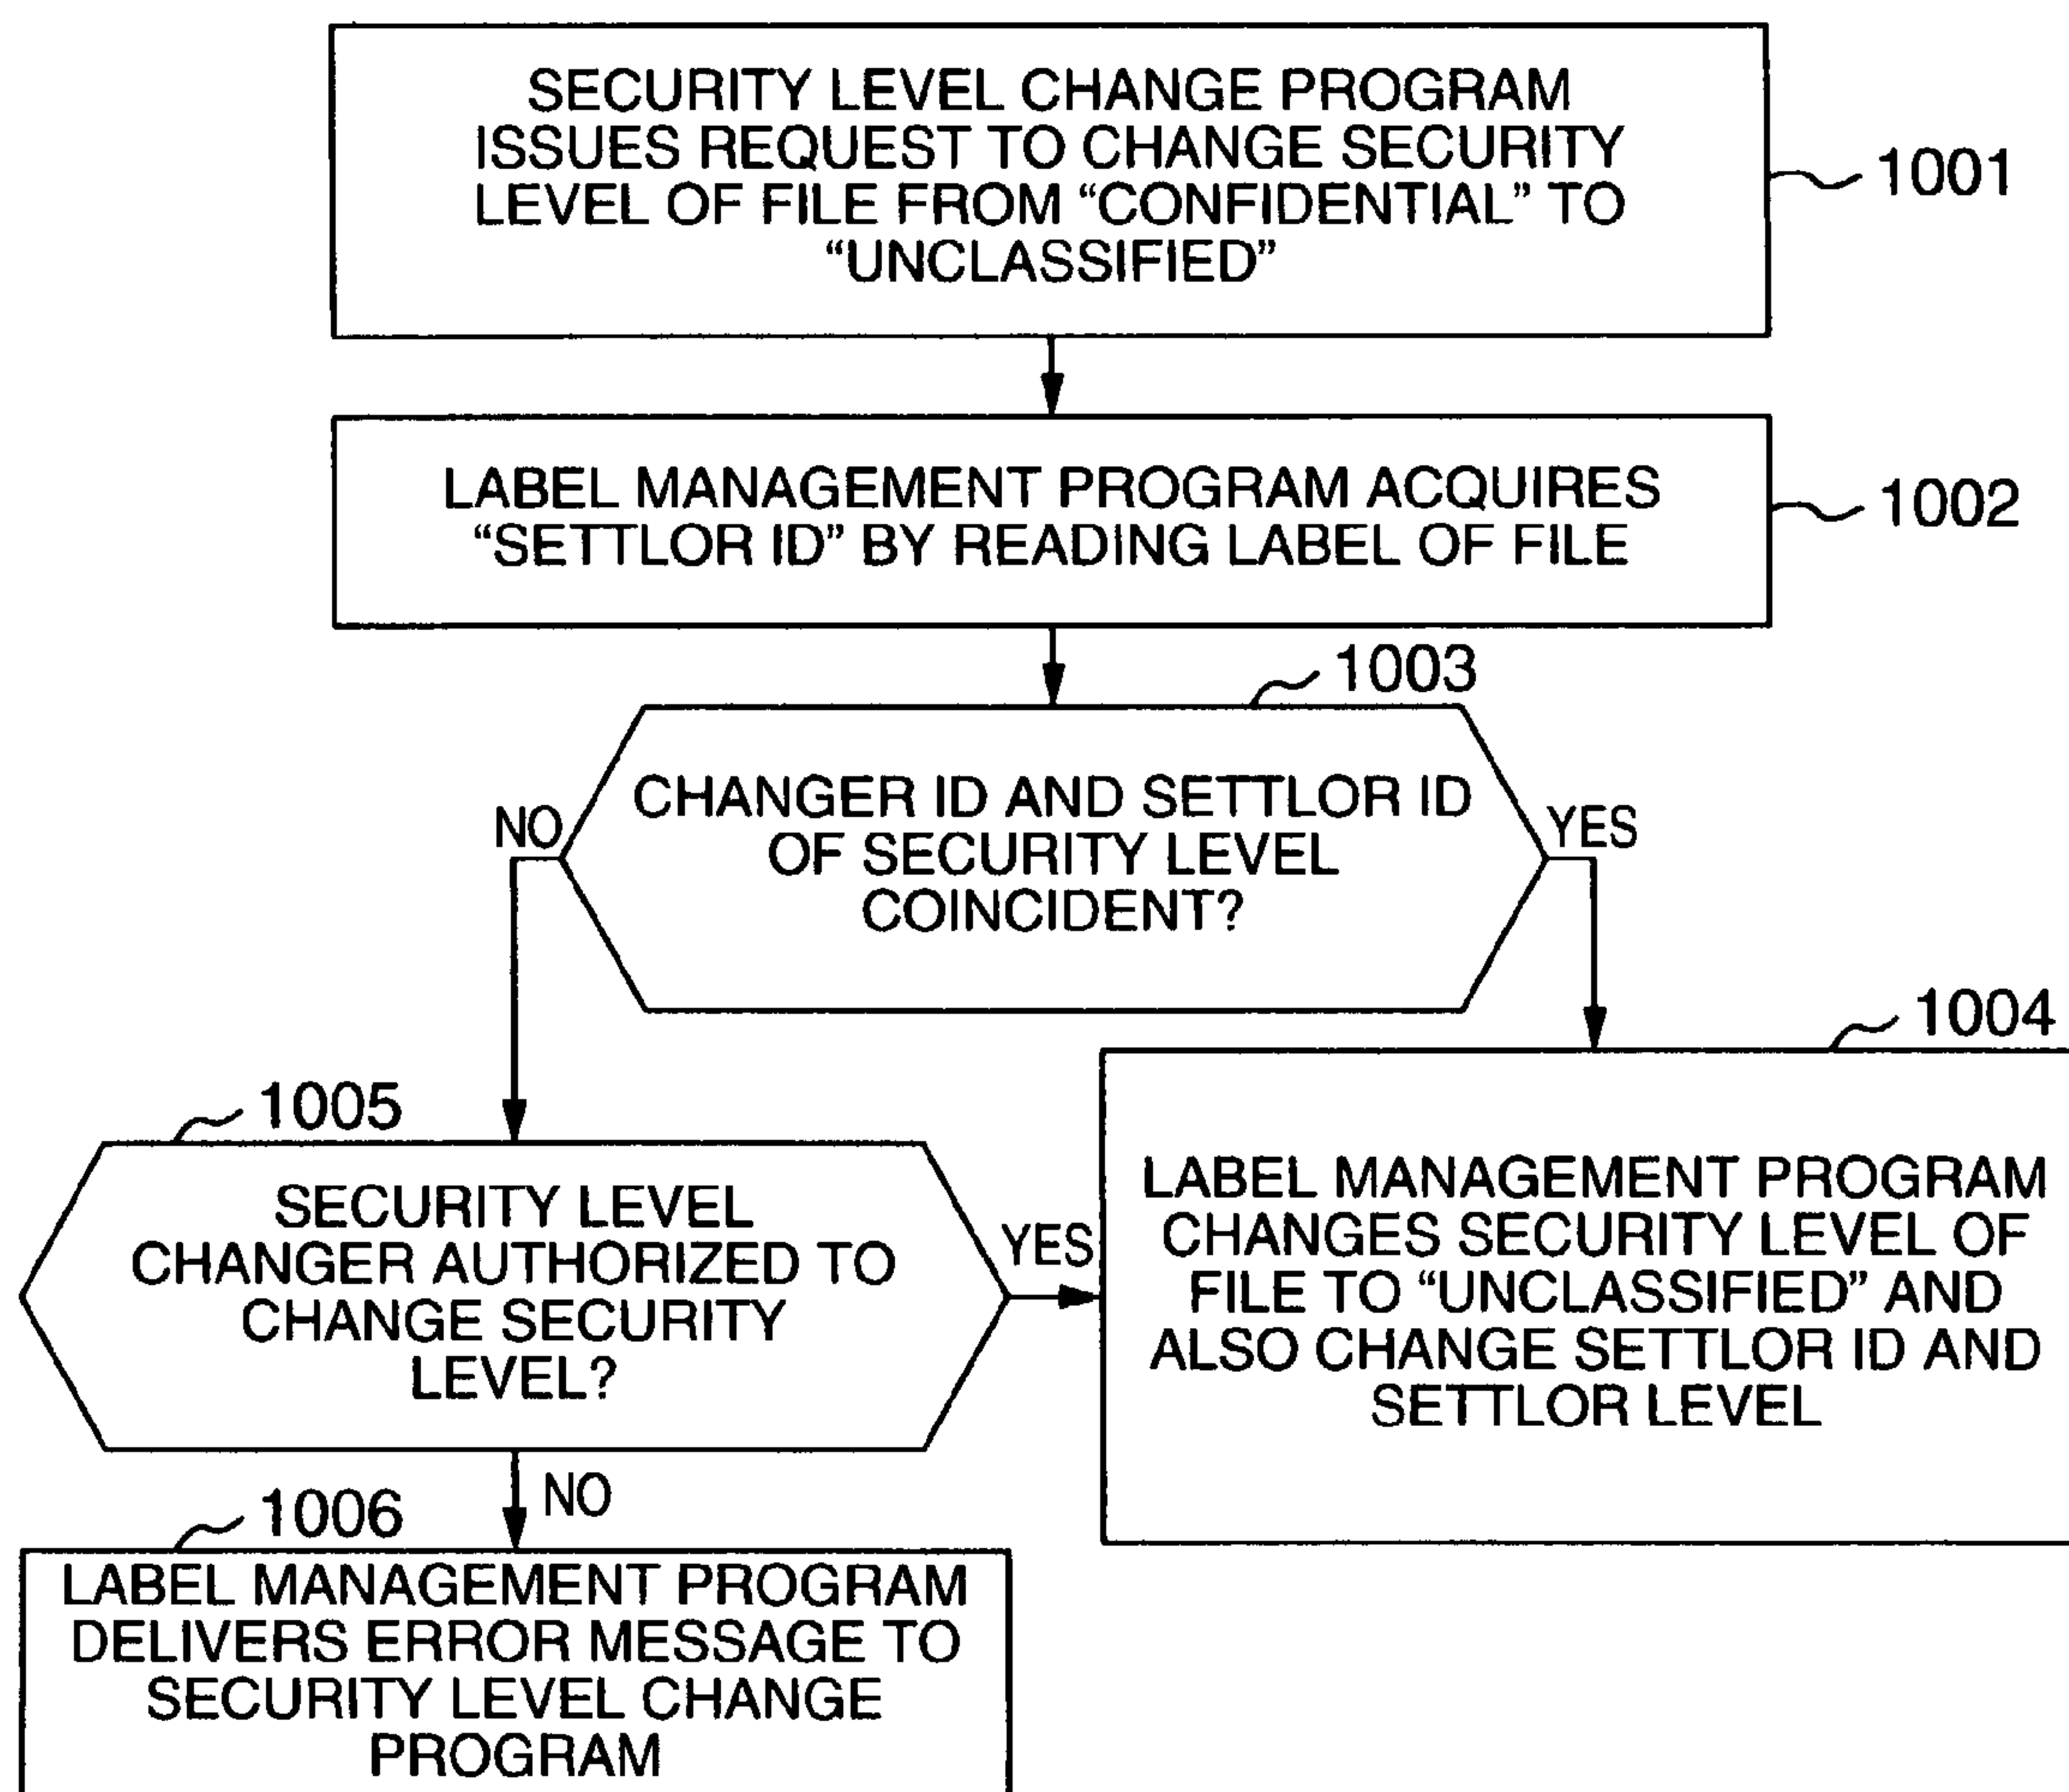 SECURITY LEVEL CHANGE PROGRAM
ISSUES REQUEST TO CHANGE SECURITY
LEVEL OF FILE FROM “CONFIDENTIAL” TO
“UNCLASSIFIED”
1001
LABEL MANAGEMENT PROGRAM ACQUIRES
“SETTLOR ID” BY READING LABEL OF FILE
1002
1003
CHANGER ID AND SETTLOR ID
OF SECURITY LEVEL
COINCIDENT?
NO
YES
1004
LABEL MANAGEMENT PROGRAM
CHANGES SECURITY LEVEL OF
FILE TO “UNCLASSIFIED” AND
ALSO CHANGE SETTLOR ID AND
SETTLOR LEVEL
1005
SECURITY LEVEL
CHANGER AUTHORIZED TO
CHANGE SECURITY
LEVEL?
YES
NO
1006
LABEL MANAGEMENT PROGRAM
DELIVERS ERROR MESSAGE TO
SECURITY LEVEL CHANGE
PROGRAM